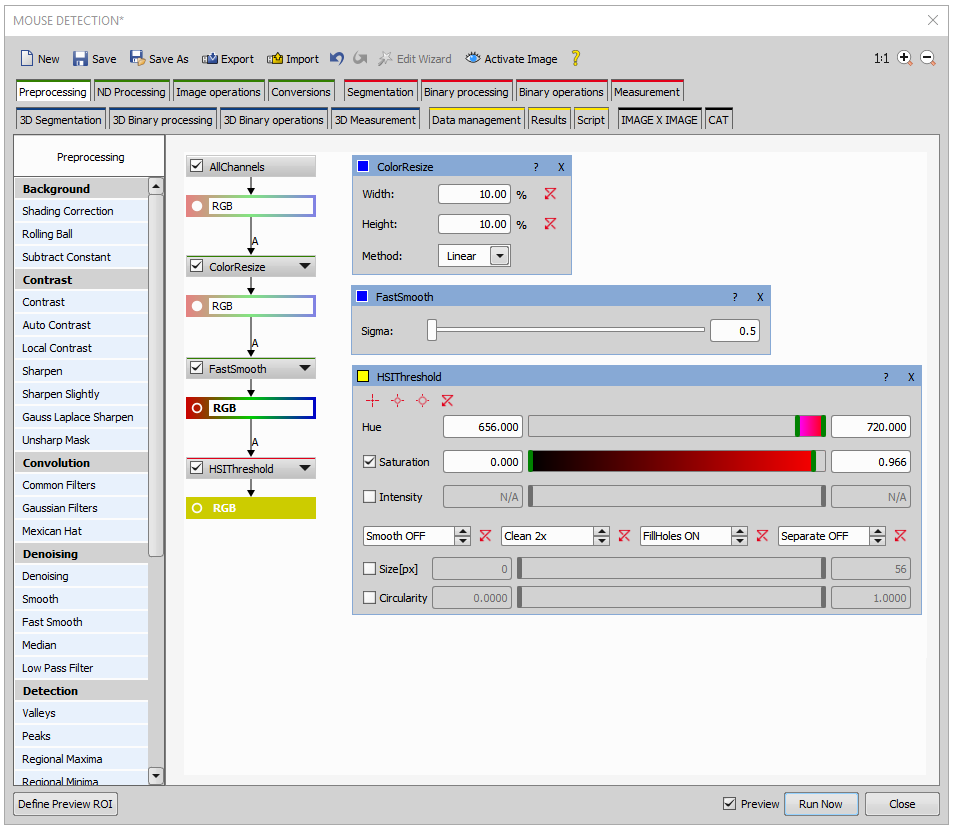 MOUSE DETECTION*
New Save Save As Export Import Edit Wizard Activate Image ? 1:1
Preprocessing ND Processing Image operations Conversions Segmentation Binary processing Binary operations Measurement
3D Segmentation 3D Binary processing 3D Binary operations 3D Measurement Data management Results Script IMAGE X IMAGE CAT
Preprocessing
Background
Shading Correction
Rolling Ball
Subtract Constant
Contrast
Contrast
Auto Contrast
Local Contrast
Sharpen
Sharpen Slightly
Gauss Laplace Sharpen
Unsharp Mask
Convolution
Common Filters
Gaussian Filters
Mexican Hat
Denoising
Denoising
Smooth
Fast Smooth
Median
Low Pass Filter
Detection
Valleys
Peaks
Regional Maxima
Regional Minima
AllChannels
RGB
A
ColorResize
RGB
A
FastSmooth
RGB
A
HSIThreshold
RGB
ColorResize ? X
Width: 10.00 %
Height: 10.00 %
Method: Linear
FastSmooth ? X
Sigma: 0.5
HSIThreshold ? X
Hue 656.000 720.000
Saturation 0.000 0.966
Intensity N/A N/A
Smooth OFF Clean 2x FillHoles ON Separate OFF
Size[px] 0 56
Circularity 0.0000 1.0000
Define Preview ROI Preview Run Now Close